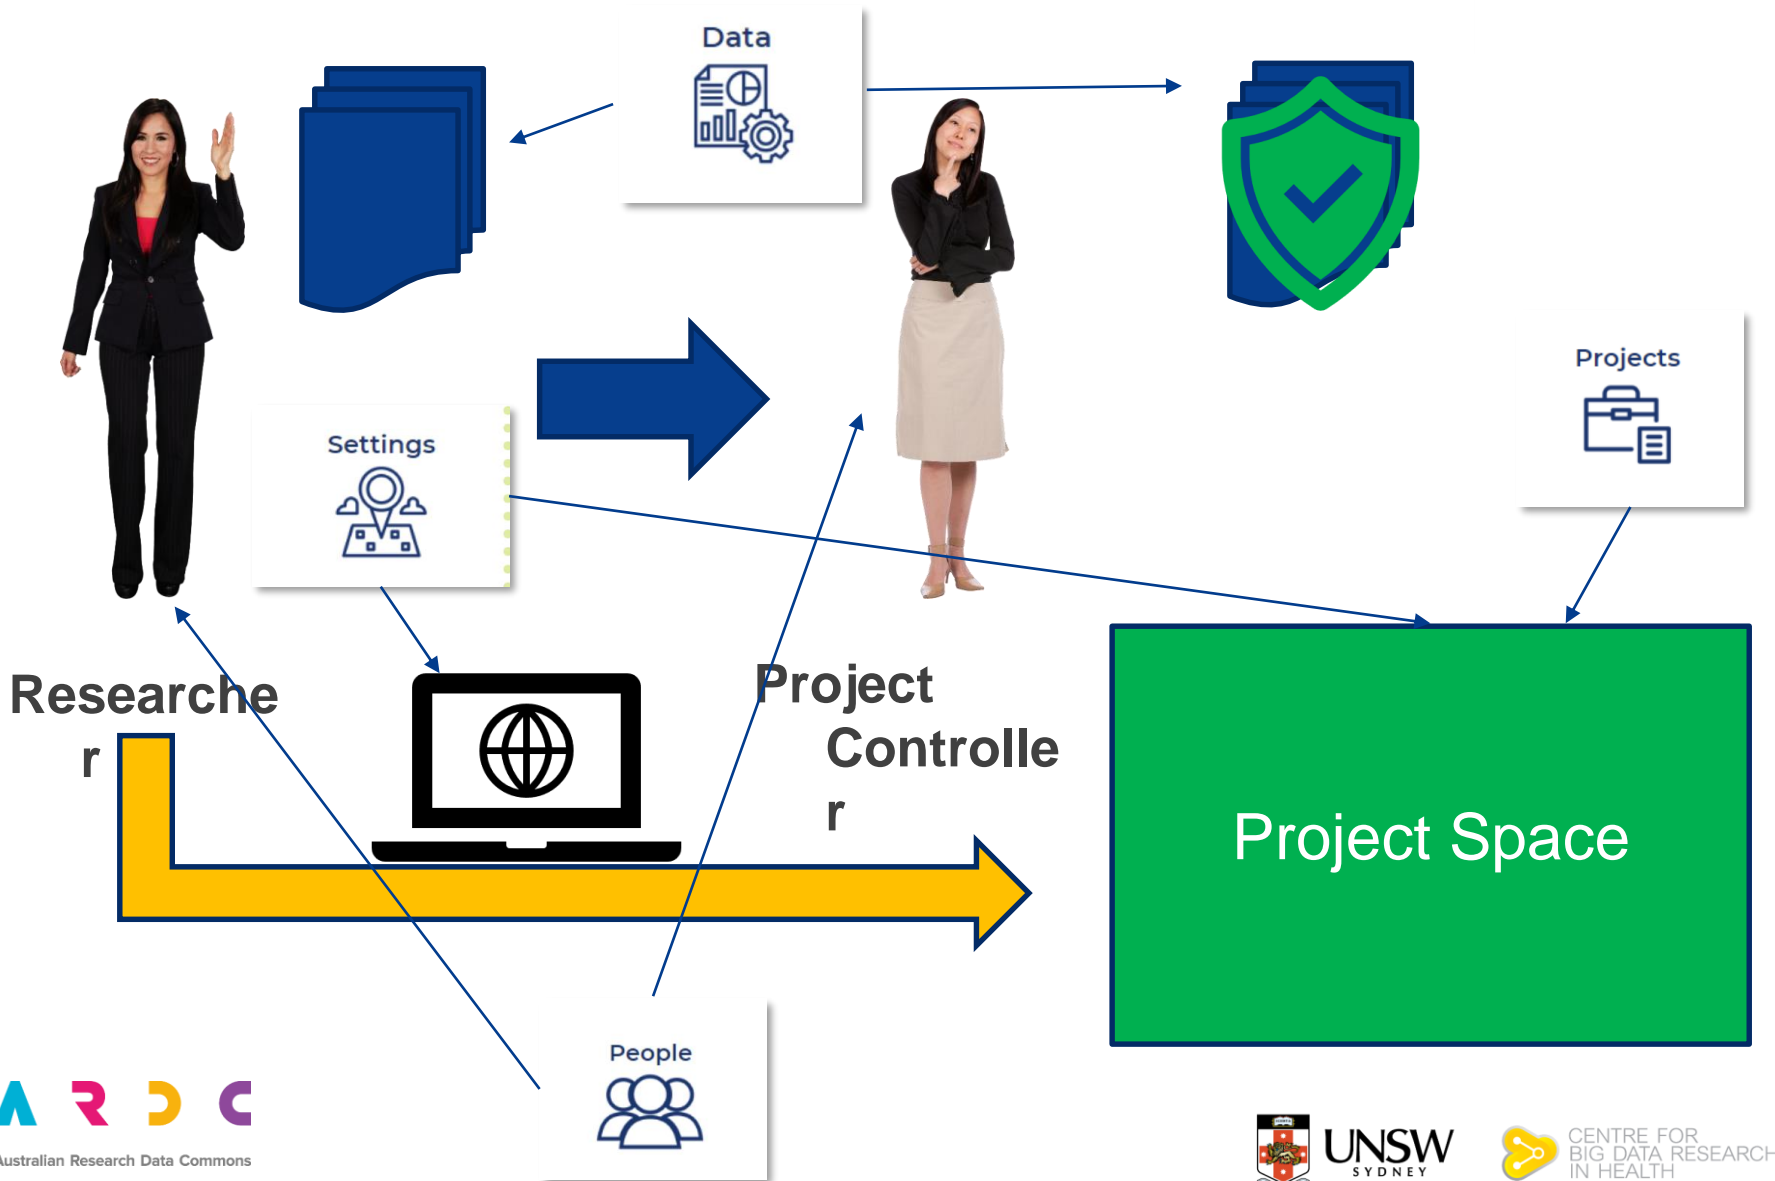 Data
Projects
Settings
Researche
r
Project
Controlle
r
Project Space
People
ARDC
Australian Research Data Commons
UNSW
SYDNEY
CENTRE FOR
BIG DATA RESEARCH
IN HEALTH